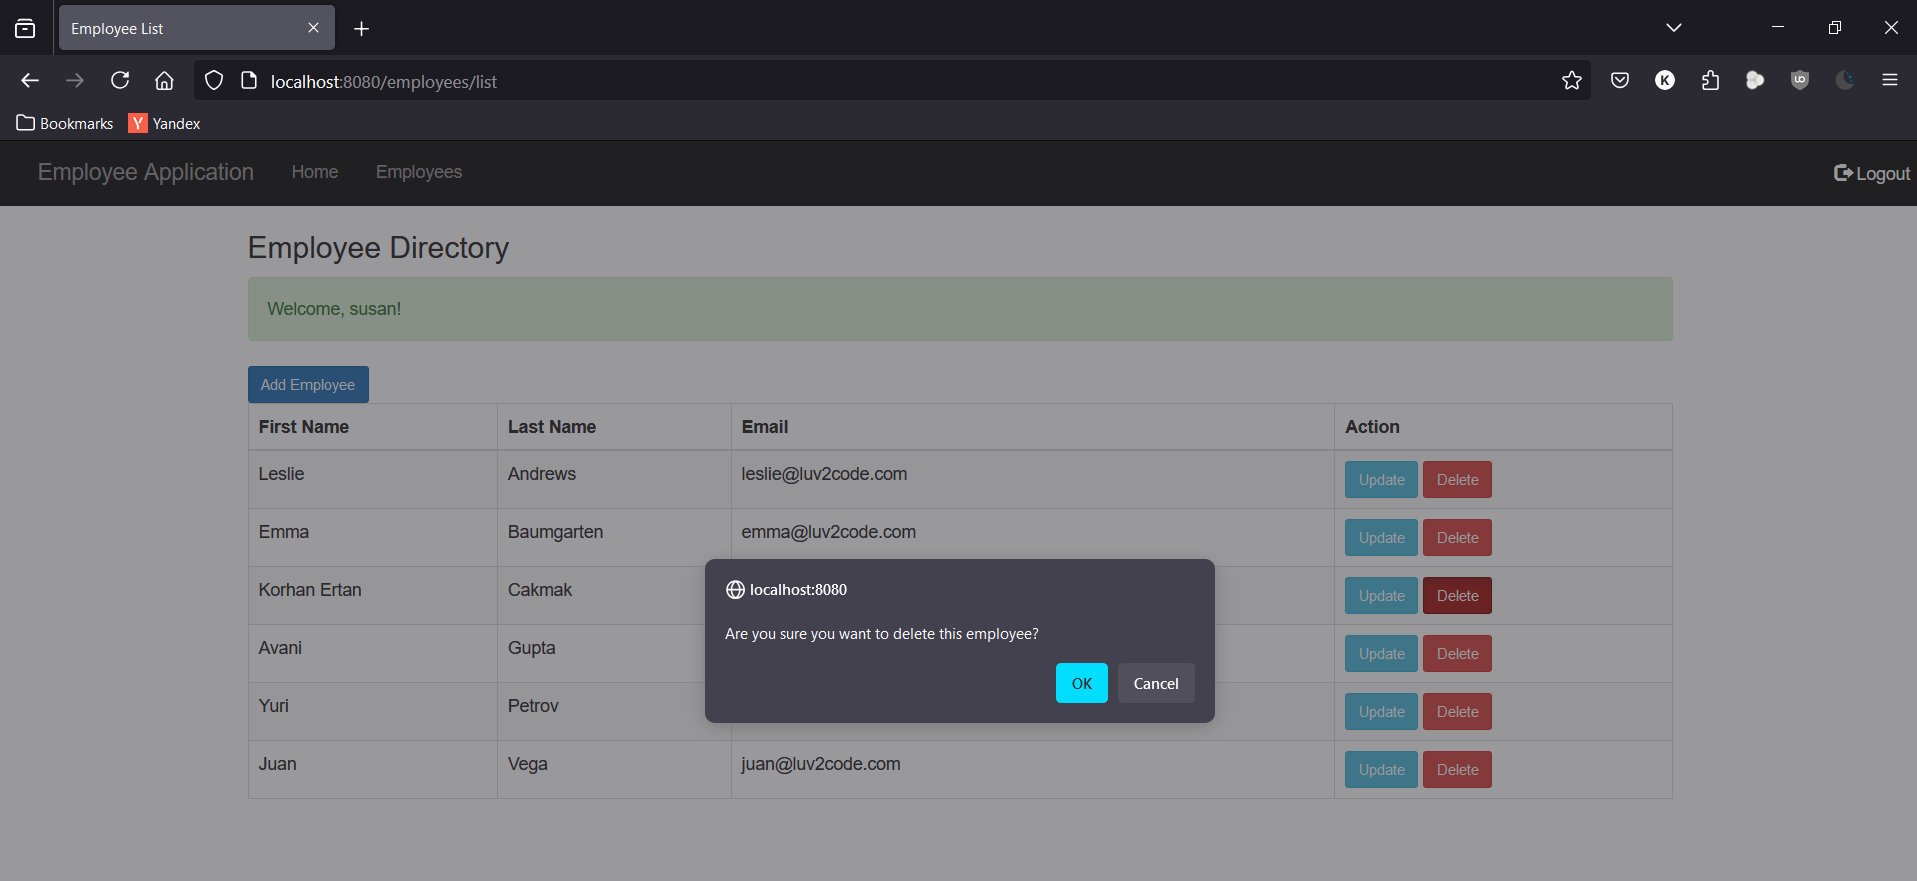 Employee List
localhost:8080/employees/list
Bookmarks Yandex
Employee Application Home Employees Logout
Employee Directory
Welcome, susan!
Add Employee
First Name Last Name Email Action
Leslie Andrews leslie@luv2code.com Update Delete
Emma Baumgarten emma@luv2code.com Update Delete
Korhan Ertan Cakmak Update Delete
Avani Gupta Update Delete
Yuri Petrov Update Delete
Juan Vega juan@luv2code.com Update Delete
localhost:8080
Are you sure you want to delete this employee?
OK Cancel